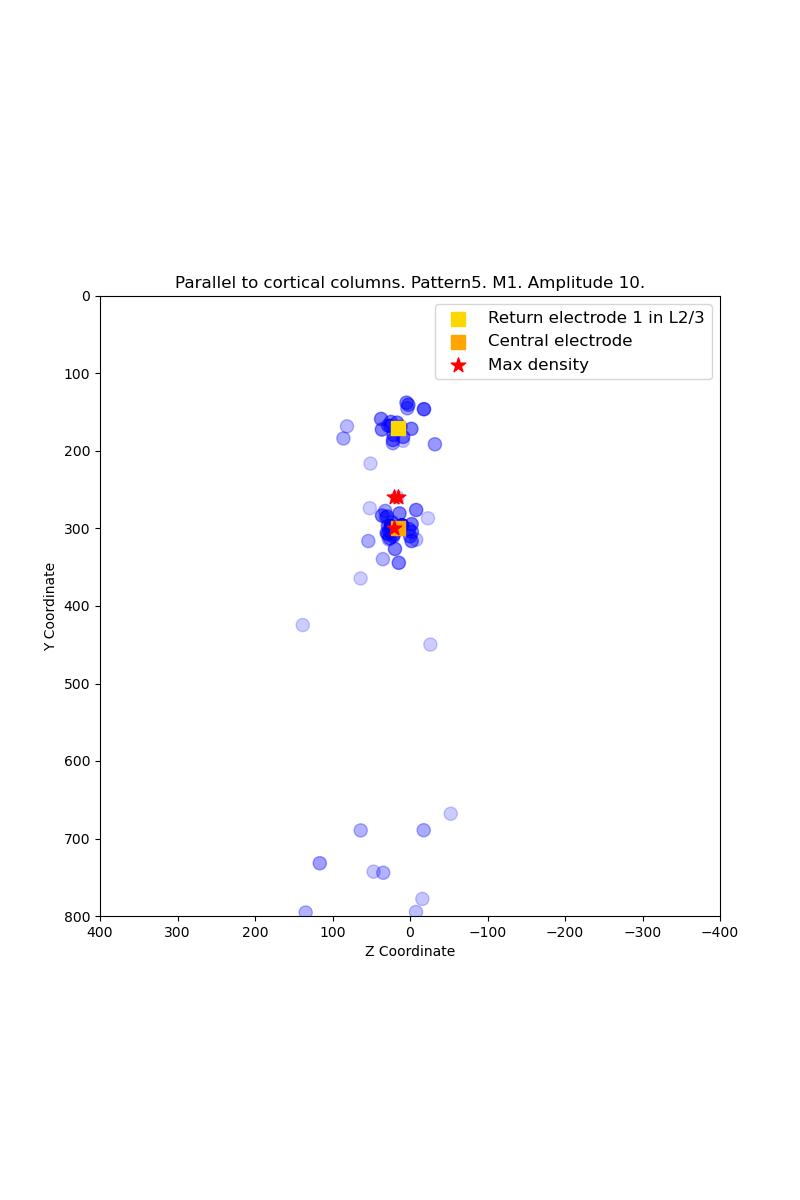 Parallel to cortical columns. Pattern5. M1. Amplitude 10.
Return electrode 1 in L2/3
Central electrode
Max density
0
100
200
300
400
500
600
700
800
Y Coordinate
400 300 200 100 0 −100 −200 −300 −400
Z Coordinate